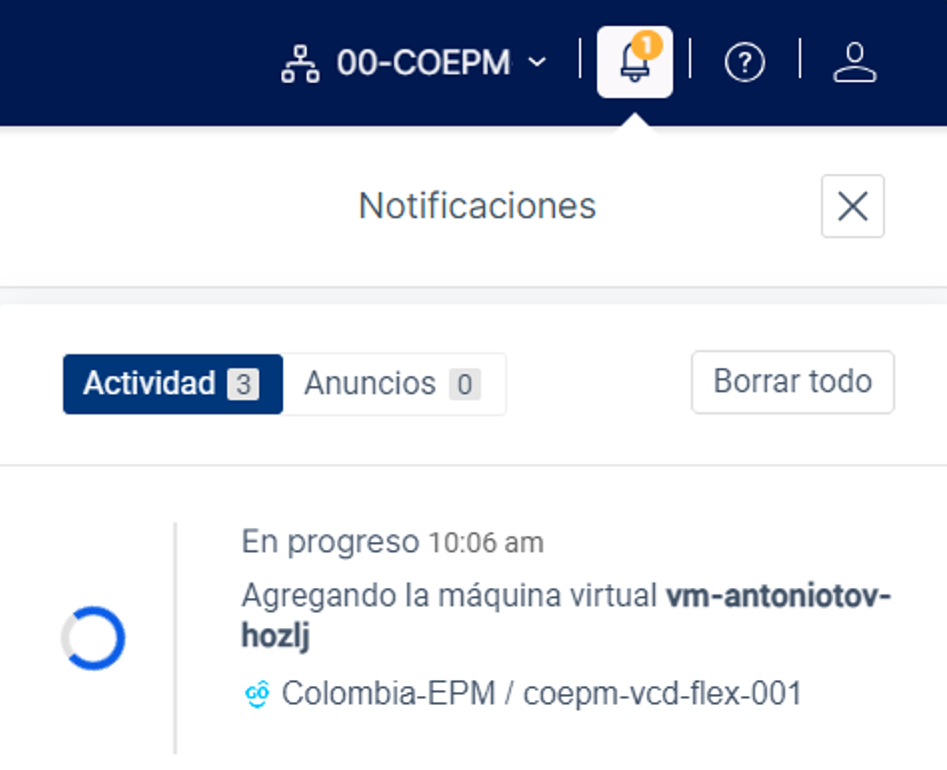 00-COEPM
1
Notificaciones
Actividad 3 Anuncios 0 Borrar todo
En progreso 10:06 am
Agregando la máquina virtual vm-antoniotov-
hozlj
GÔ Colombia-EPM / coepm-vcd-flex-001